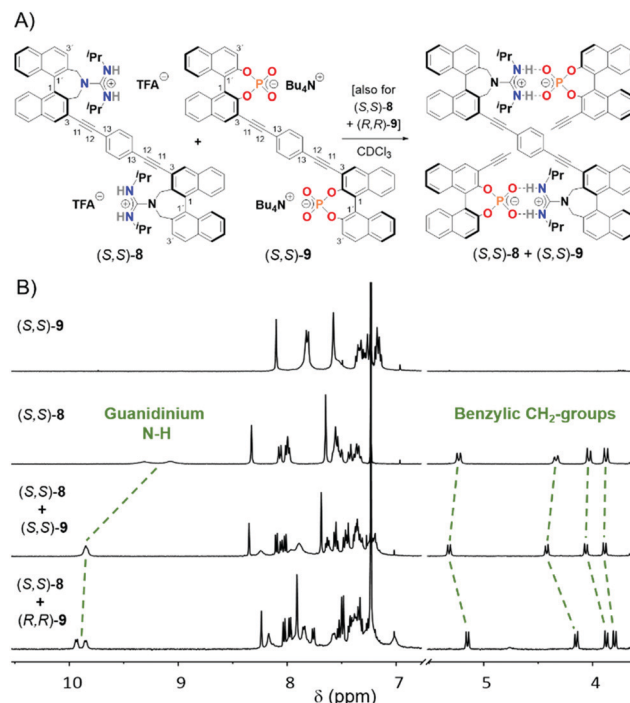 A)
3´
1´
1
3
N
NH
NH
iPr
iPr
⊕
TFA⊖
11
12
13
13
12
11
3
1
1´
3´
TFA⊖
iPr
NH
NH
iPr
⊕
N
(S,S)-8
+
3´
1´
1
3
O
O
P
O
O
⊖
Bu4N⊕
11
12
13
13
12
11
3
1
1´
3´
Bu4N⊕
O
O
P
O
O
⊖
(S,S)-9
[also for
(S,S)-8
+ (R,R)-9]
CDCl3
iPr
N
N-H
N-H
iPr
⊕
O
O
P
O
O
⊖
O
O
P
O
O
⊖
iPr
H-N
H-N
iPr
⊕
N
(S,S)-8 + (S,S)-9
B)
(S,S)-9
(S,S)-8
Guanidinium
N-H
Benzylic CH2-groups
(S,S)-8
+
(S,S)-9
(S,S)-8
+
(R,R)-9
10 9 8 7 5 4
δ (ppm)